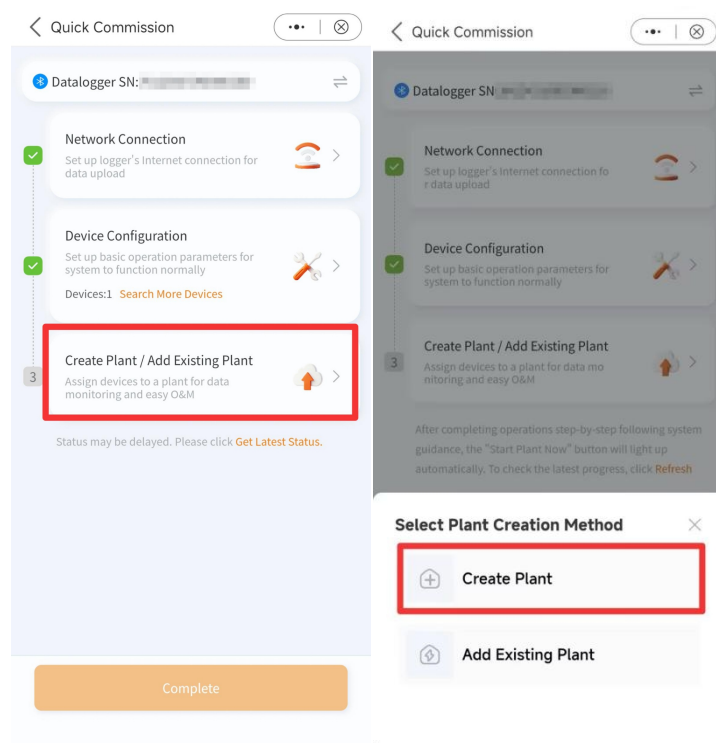 Quick Commission
Datalogger SN:
Network Connection
Set up logger's Internet connection for
data upload
Device Configuration
Set up basic operation parameters for
system to function normally
Devices:1 Search More Devices
3
Create Plant / Add Existing Plant
Assign devices to a plant for data
monitoring and easy O&M
Status may be delayed. Please click Get Latest Status.
Complete
Quick Commission
Datalogger SN
Network Connection
Set up logger's Internet connection fo
r data upload
Device Configuration
Set up basic operation parameters for
system to function normally
3
Create Plant / Add Existing Plant
Assign devices to a plant for data mo
nitoring and easy O&M
After completing operations step-by-step following system
guidance, the "Start Plant Now" button will light up
automatically. To check the latest progress, click Refresh
Select Plant Creation Method
Create Plant
Add Existing Plant